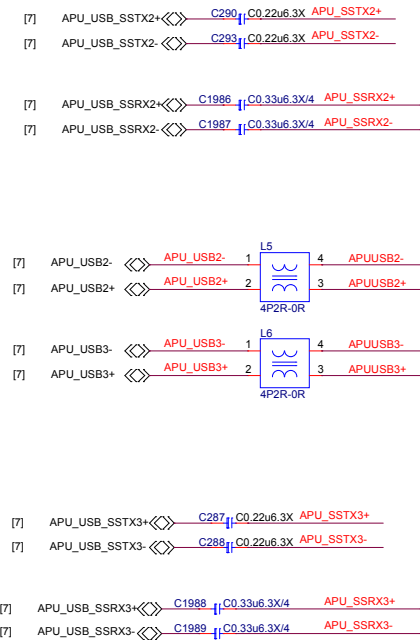 [7] APU_USB_SSTX2+ C290 C0.22u6.3X APU_SSTX2+
[7] APU_USB_SSTX2- C293 C0.22u6.3X APU_SSTX2-
[7] APU_USB_SSRX2+ C1986 C0.33u6.3X/4 APU_SSRX2+
[7] APU_USB_SSRX2- C1987 C0.33u6.3X/4 APU_SSRX2-
L5
[7] APU_USB2- APU_USB2- 1 4 APUUSB2-
[7] APU_USB2+ APU_USB2+ 2 3 APUUSB2+
4P2R-0R
L6
[7] APU_USB3- APU_USB3- 1 4 APUUSB3-
[7] APU_USB3+ APU_USB3+ 2 3 APUUSB3+
4P2R-0R
[7] APU_USB_SSTX3+ C287 C0.22u6.3X APU_SSTX3+
[7] APU_USB_SSTX3- C288 C0.22u6.3X APU_SSTX3-
[7] APU_USB_SSRX3+ C1988 C0.33u6.3X/4 APU_SSRX3+
[7] APU_USB_SSRX3- C1989 C0.33u6.3X/4 APU_SSRX3-